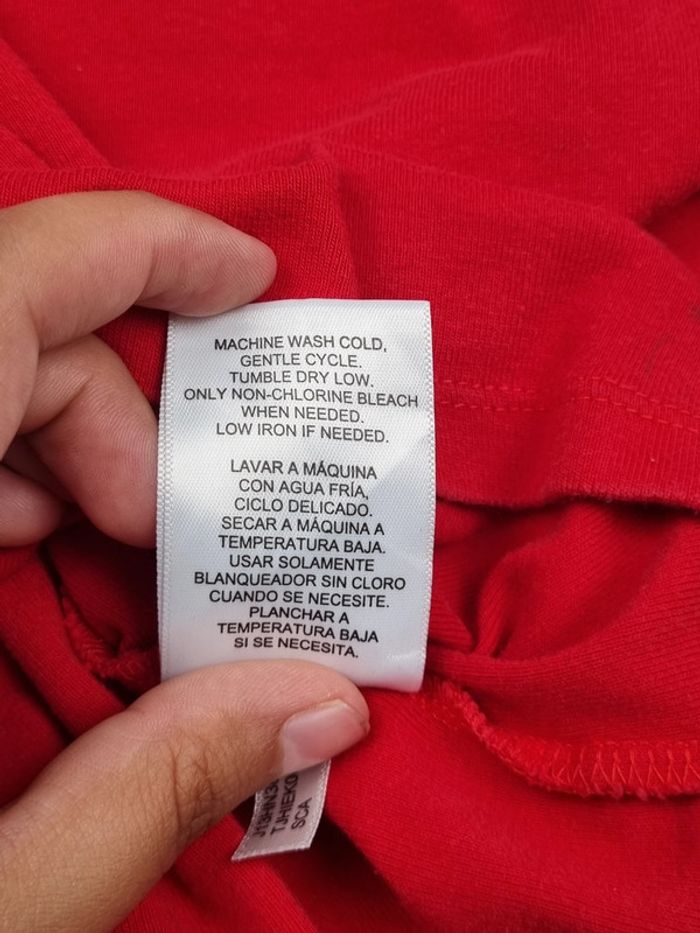 MACHINE WASH COLD,
GENTLE CYCLE.
TUMBLE DRY LOW.
ONLY NON-CHLORINE BLEACH
WHEN NEEDED.
LOW IRON IF NEEDED.
LAVAR A MÁQUINA
CON AGUA FRÍA,
CICLO DELICADO.
SECAR A MÁQUINA A
TEMPERATURA BAJA.
USAR SOLAMENTE
BLANQUEADOR SIN CLORO
CUANDO SE NECESITE.
PLANCHAR A
TEMPERATURA BAJA
SI SE NECESITA.
SCA